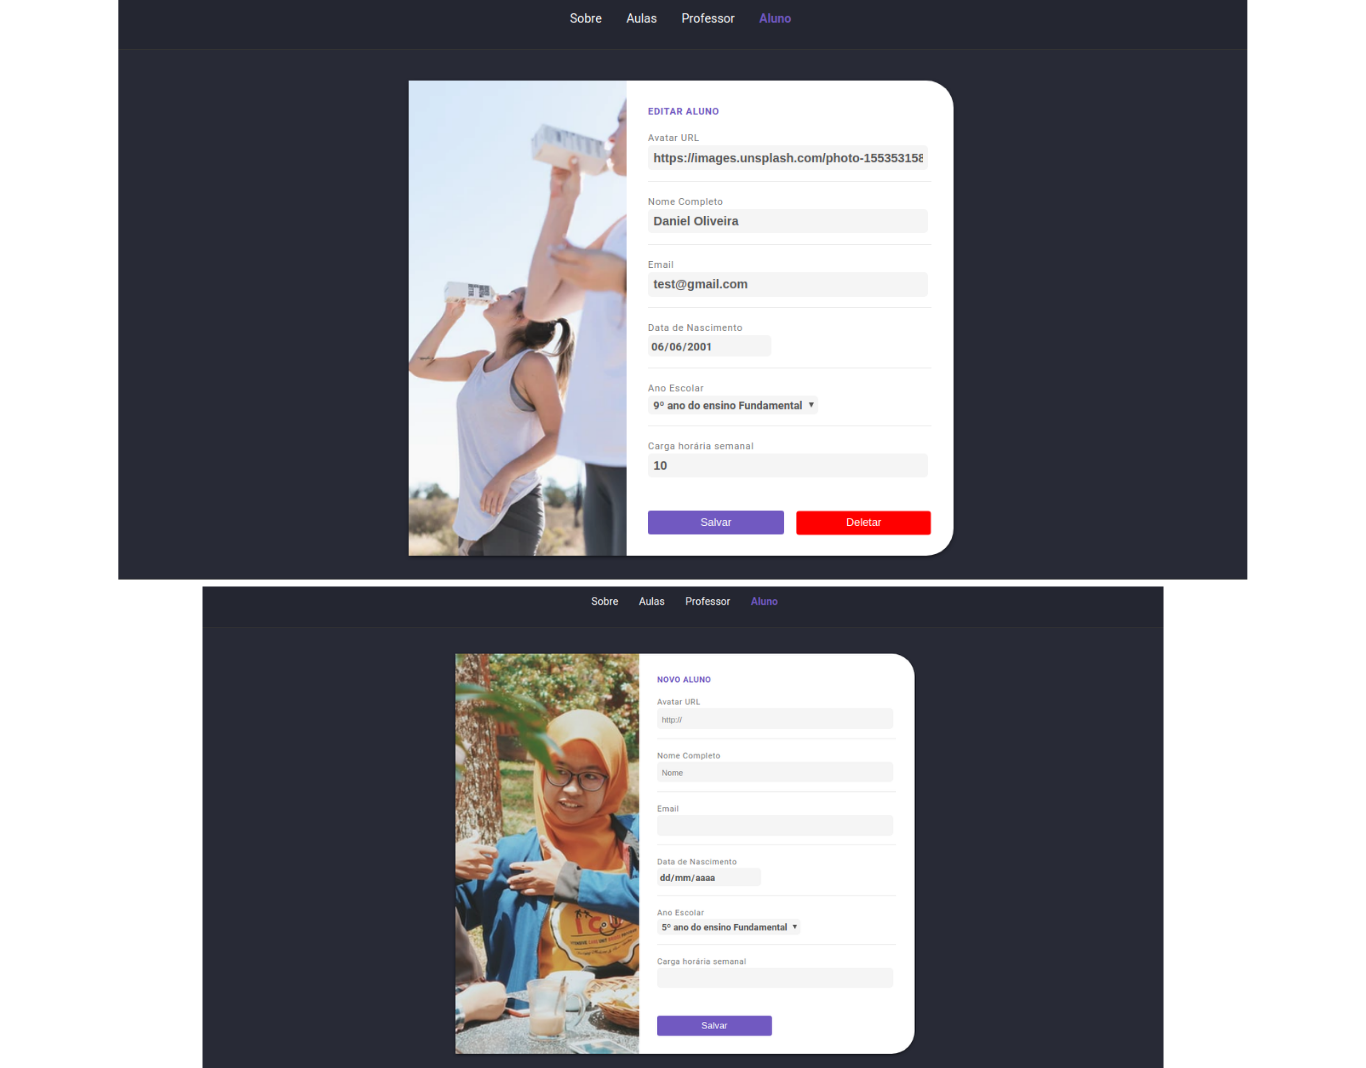 Sobre Aulas Professor Aluno
EDITAR ALUNO
Avatar URL
https://images.unsplash.com/photo-155353158
Nome Completo
Daniel Oliveira
Email
test@gmail.com
Data de Nascimento
06/06/2001
Ano Escolar
9º ano do ensino Fundamental
Carga horária semanal
10
Salvar Deletar
Sobre Aulas Professor Aluno
NOVO ALUNO
Avatar URL
http://
Nome Completo
Nome
Email
Data de Nascimento
dd/mm/aaaa
Ano Escolar
5º ano do ensino Fundamental
Carga horária semanal
Salvar